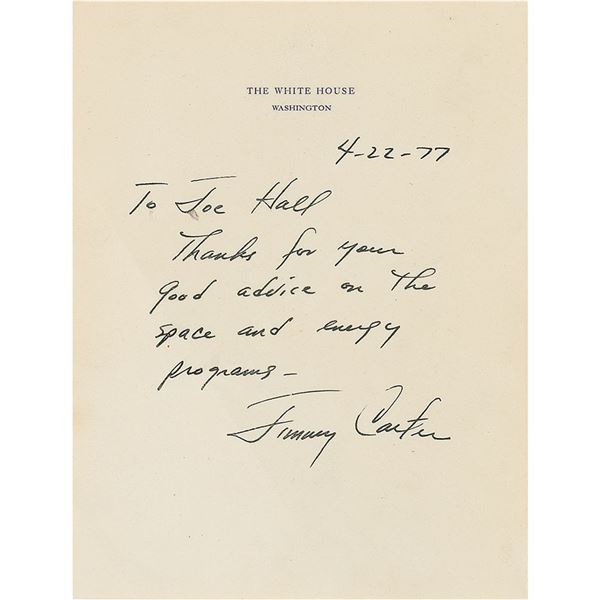 THE WHITE HOUSE
WASHINGTON
4-22-77
To Joe Hall
Thanks for your
good advice on the
space and energy
programs -
Jimmy Carter